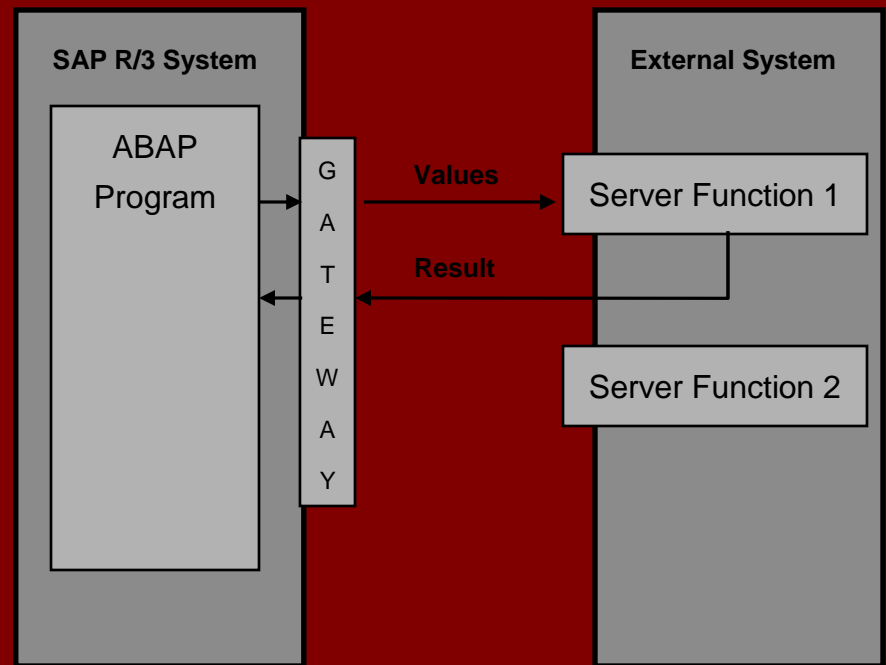 SAP R/3 System
ABAP
Program
G
A
T
E
W
A
Y
Values
Result
External System
Server Function 1
Server Function 2